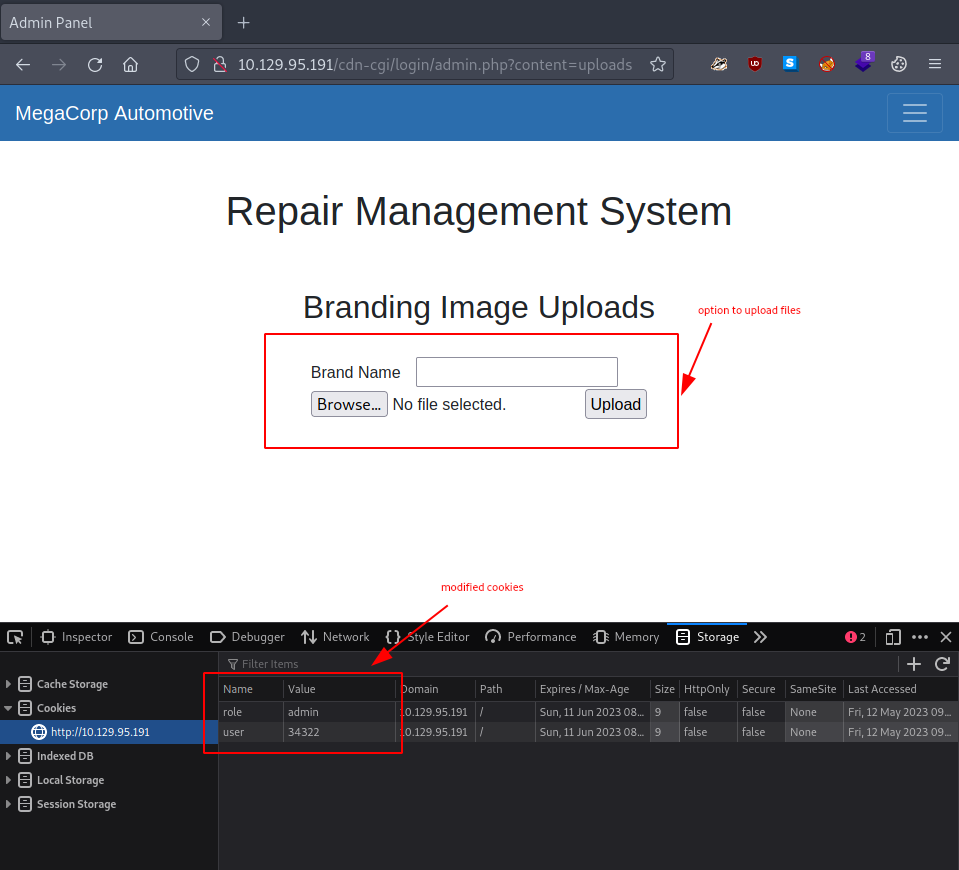 Admin Panel
10.129.95.191/cdn-cgi/login/admin.php?content=uploads
8
MegaCorp Automotive
Repair Management System
Branding Image Uploads
option to upload files
Brand Name
Browse... No file selected. Upload
modified cookies
Inspector Console Debugger Network Style Editor Performance Memory Storage 2
Filter Items
Cache Storage
Cookies
http://10.129.95.191
Indexed DB
Local Storage
Session Storage
Name Value Domain Path Expires / Max-Age Size HttpOnly Secure SameSite Last Accessed
role admin 10.129.95.191 / Sun, 11 Jun 2023 08... 9 false false None Fri, 12 May 2023 09...
user 34322 10.129.95.191 / Sun, 11 Jun 2023 08... 9 false false None Fri, 12 May 2023 09...